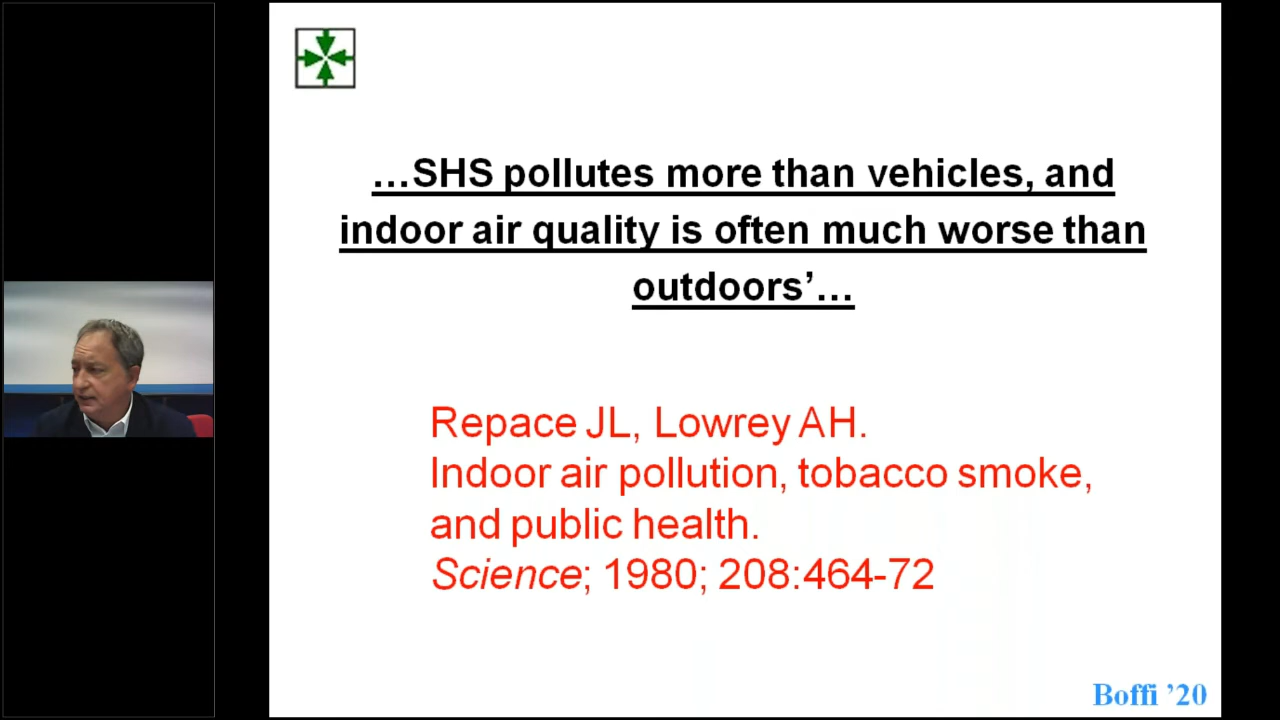 …SHS pollutes more than vehicles, and
indoor air quality is often much worse than
outdoors’…
Repace JL, Lowrey AH.
Indoor air pollution, tobacco smoke,
and public health.
Science; 1980; 208:464-72
Boffi ’20